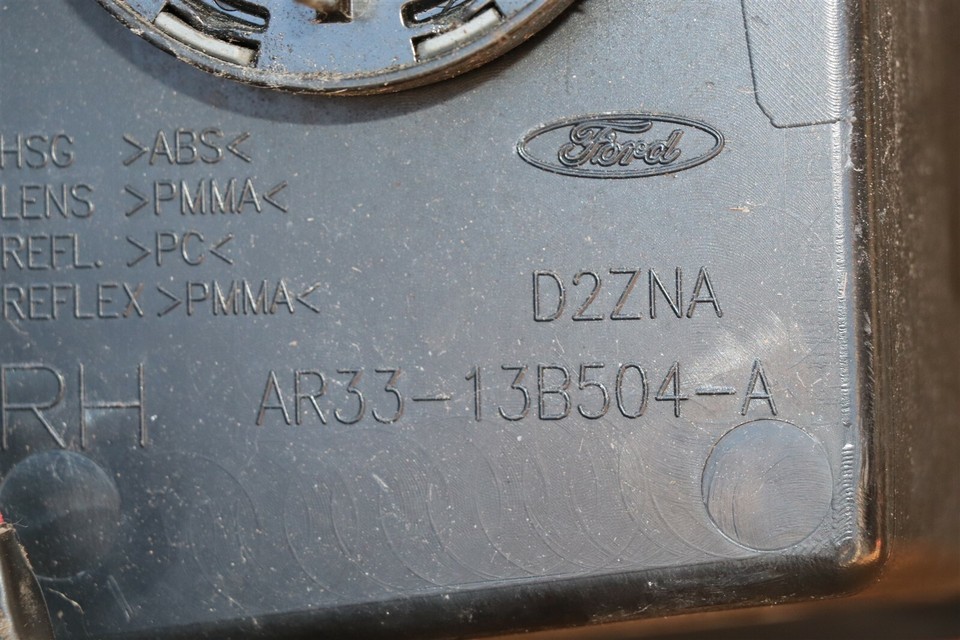 Ford
HSG >ABS<
LENS >PMMA<
REFL. >PC<
REFLEX >PMMA<
D2ZNA
RH AR33-13B504-A